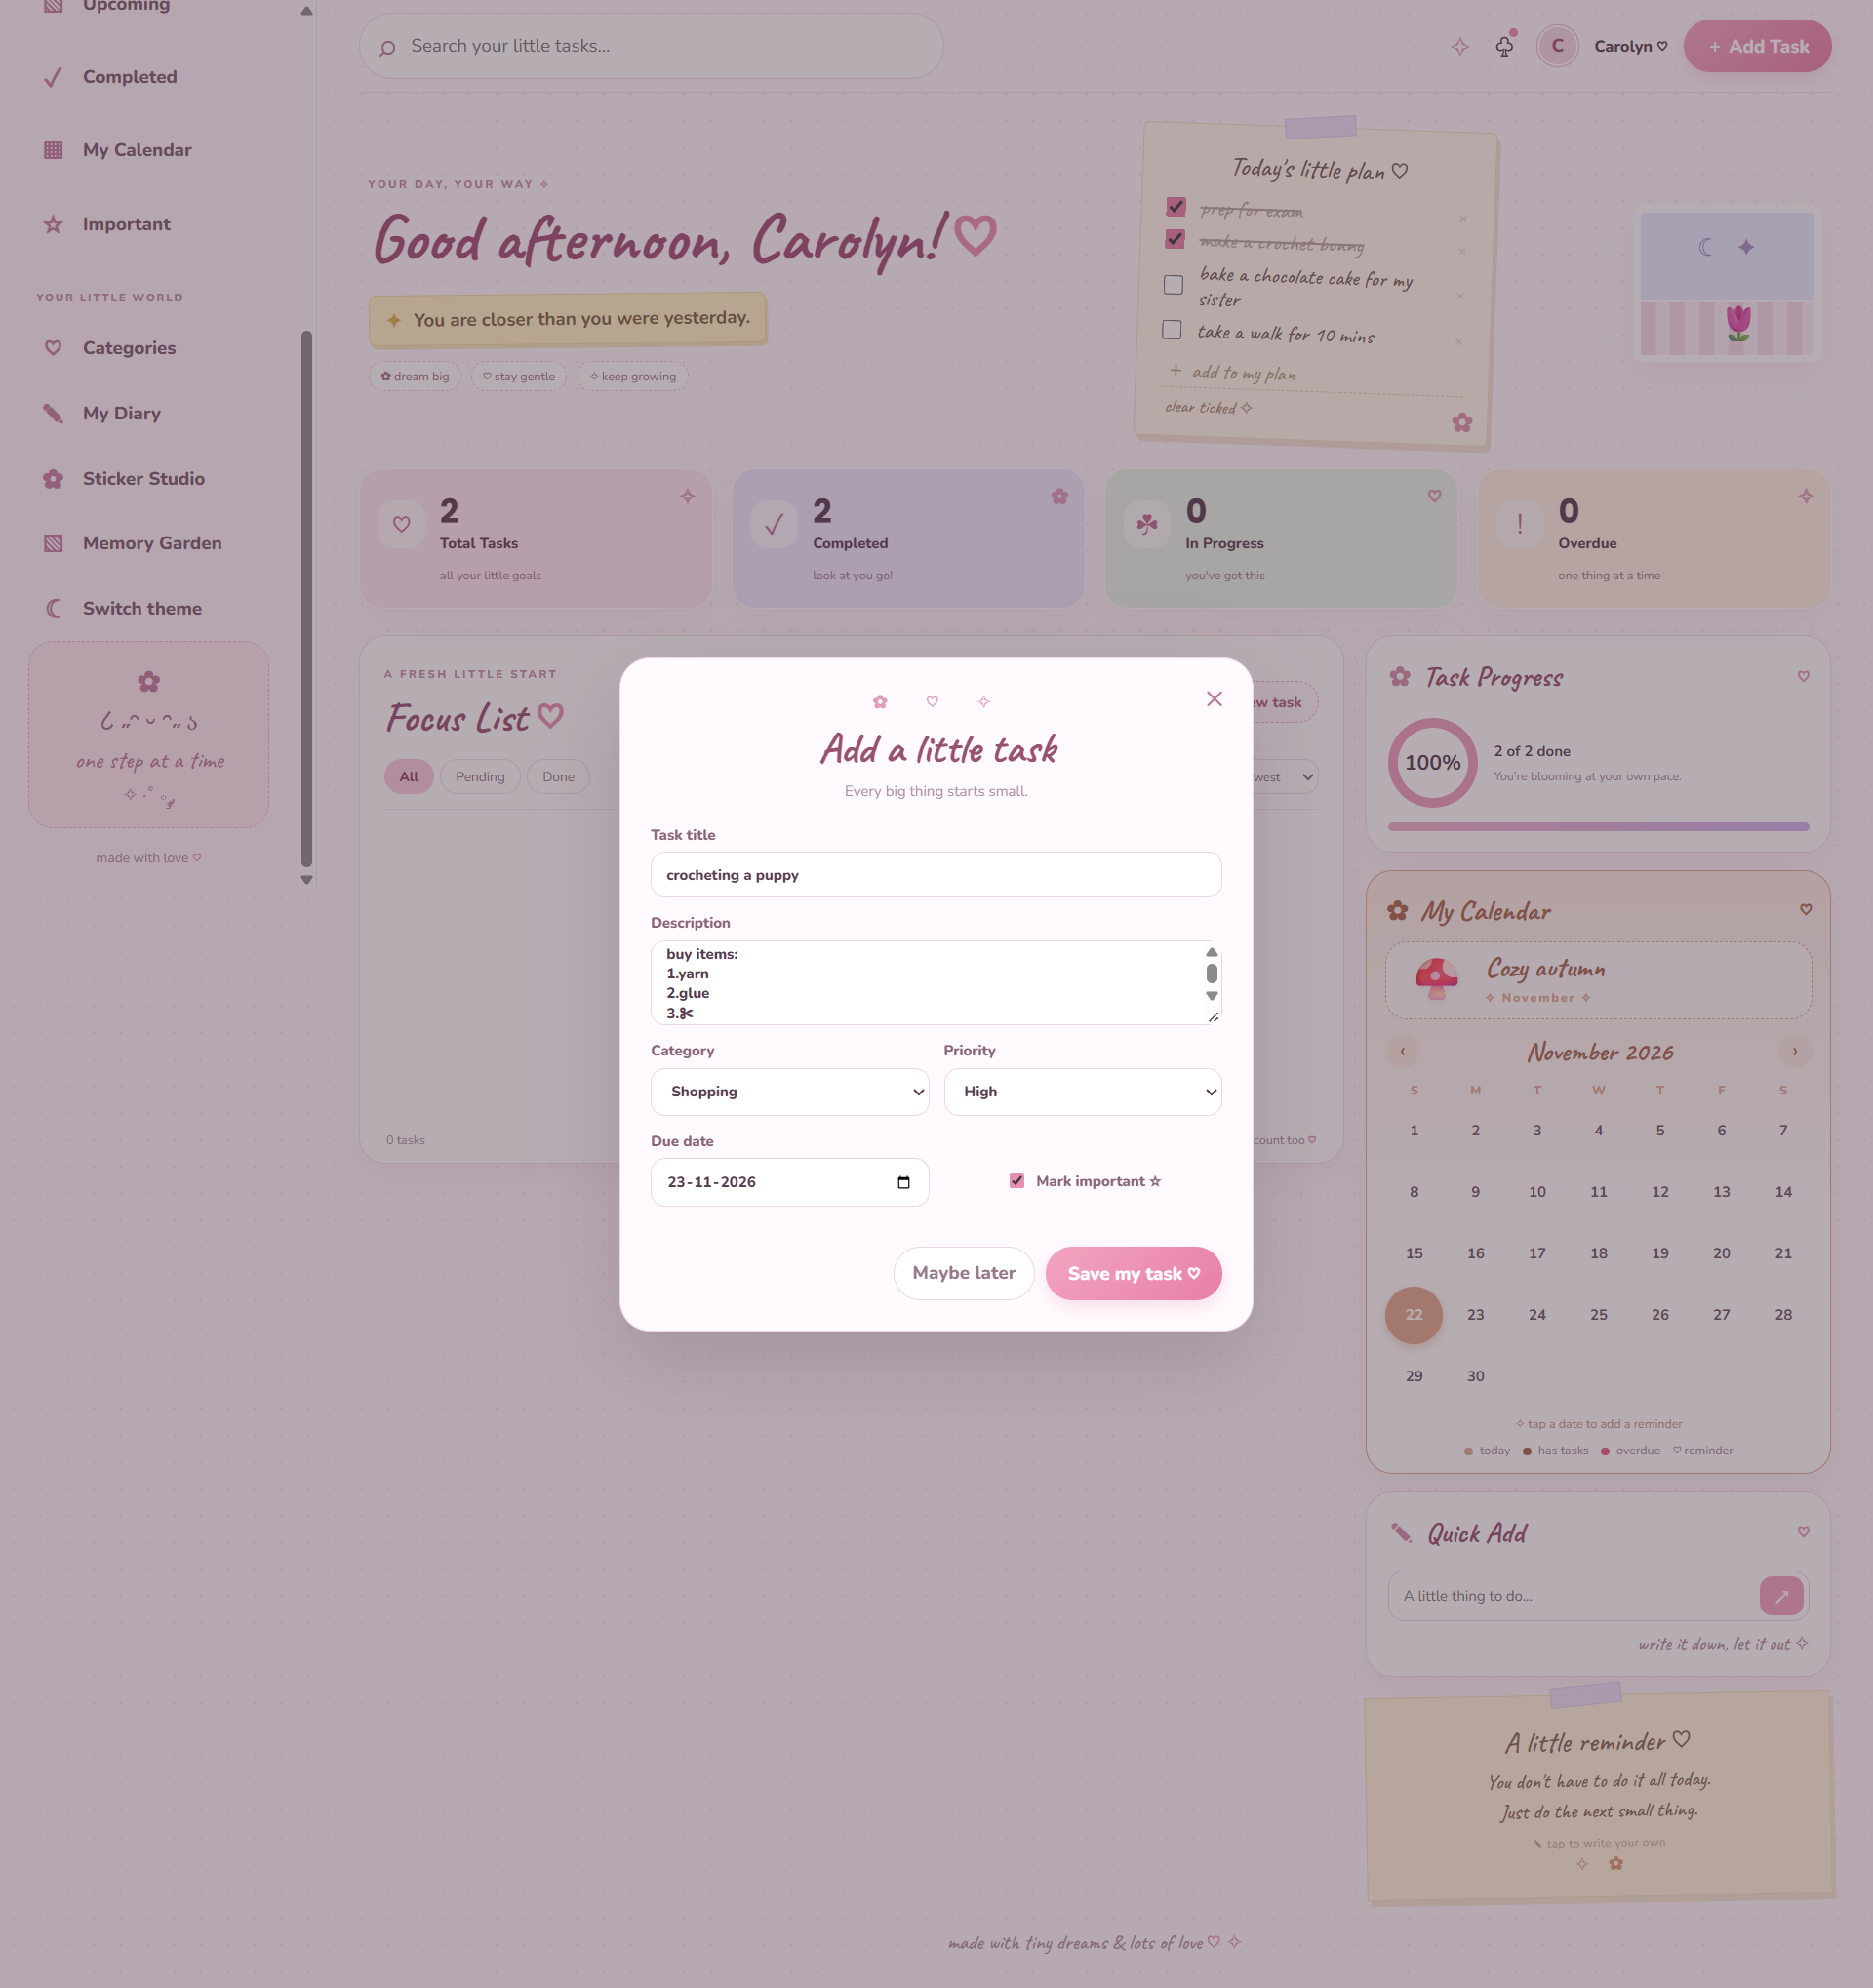 Upcoming
Completed
My Calendar
Important
YOUR LITTLE WORLD
Categories
My Diary
Sticker Studio
Memory Garden
Switch theme
one step at a time
made with love ♡
Search your little tasks...
C
Carolyn ♡
+ Add Task
YOUR DAY, YOUR WAY ✧
Good afternoon, Carolyn! ♡
✦ You are closer than you were yesterday.
✿ dream big
♡ stay gentle
✧ keep growing
Today's little plan ♡
prep for exam
×
make a crochet bonny
×
bake a chocolate cake for my
sister
×
take a walk for 10 mins
×
+ add to my plan
clear ticked ✧
2
Total Tasks
all your little goals
2
Completed
look at you go!
0
In Progress
you've got this
!
0
Overdue
one thing at a time
A FRESH LITTLE START
Focus List ♡
ew task
All
Pending
Done
west
0 tasks
count too ♡
Add a little task
Every big thing starts small.
Task title
crocheting a puppy
Description
buy items:
1.yarn
2.glue
3.✂
Category
Priority
Shopping
High
Due date
23-11-2026
Mark important ☆
Maybe later
Save my task ♡
Task Progress
100%
2 of 2 done
You're blooming at your own pace.
My Calendar
Cozy autumn
✧ November ✧
‹
November 2026
›
S M T W T F S
1 2 3 4 5 6 7
8 9 10 11 12 13 14
15 16 17 18 19 20 21
22 23 24 25 26 27 28
29 30
✧ tap a date to add a reminder
today
has tasks
overdue
♡ reminder
Quick Add
A little thing to do...
write it down, let it out ✧
A little reminder ♡
You don't have to do it all today.
Just do the next small thing.
✎ tap to write your own
made with tiny dreams & lots of love ♡ ✧